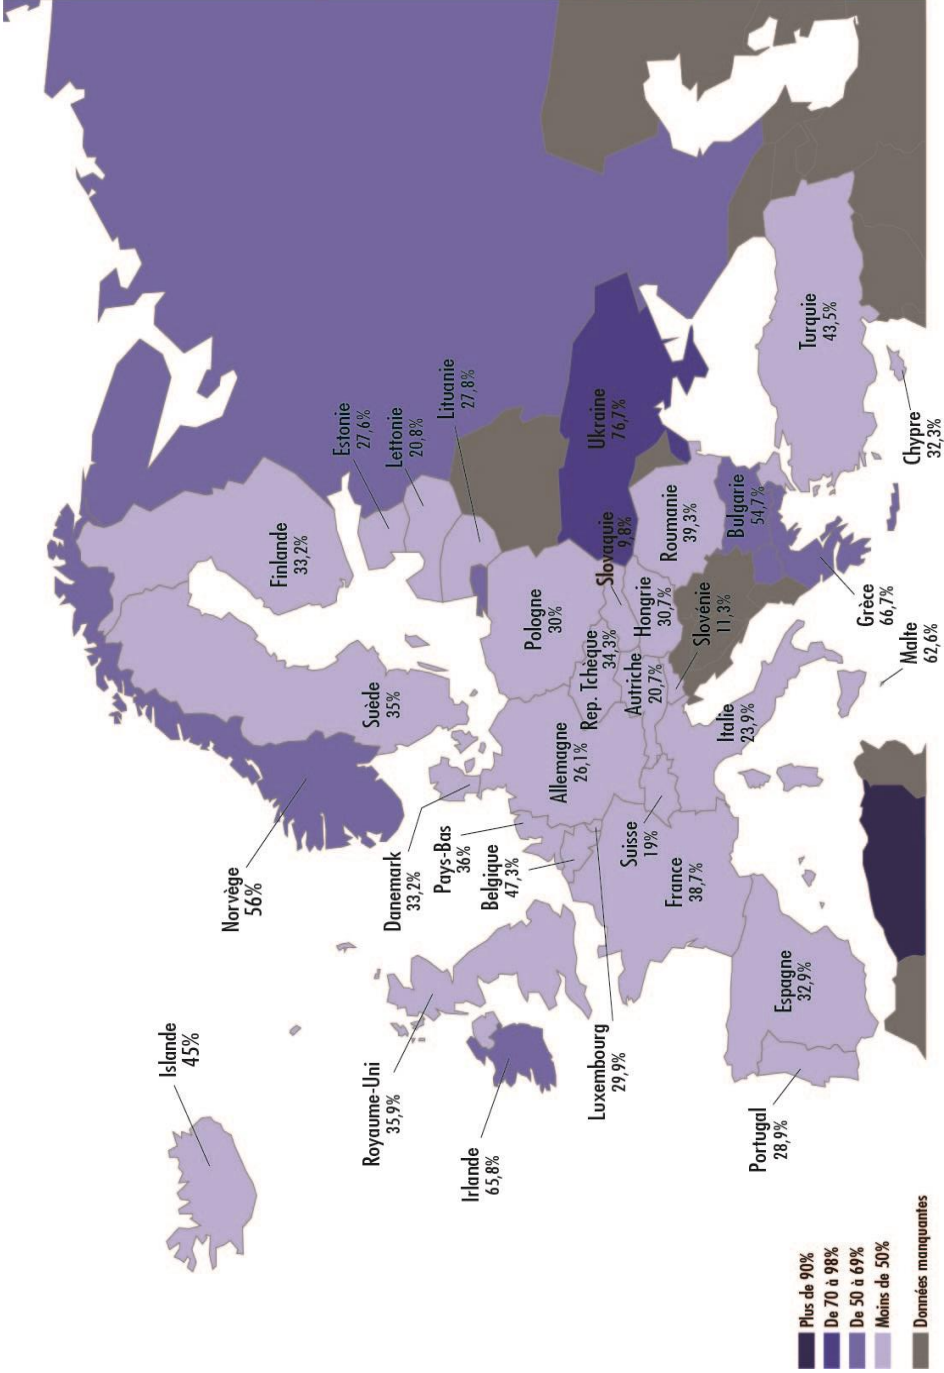 Islande
45%
Norvège
56%
Suède
35%
Finlande
33,2%
Estonie
27,6%
Lettonie
20,8%
Lituanie
27,8%
Royaume-Uni
35,9%
Irlande
65,8%
Danemark
33,2%
Pays-Bas
36%
Belgique
47,3%
Luxembourg
29,9%
Allemagne
26,1%
Pologne
30%
Rep. Tchèque
34,3%
Slovaquie
9,8%
Ukraine
76,7%
Suisse
19%
Autriche
20,7%
Hongrie
30,7%
Roumanie
39,3%
France
38,7%
Slovénie
11,3%
Bulgarie
54,7%
Portugal
28,9%
Espagne
32,9%
Italie
23,9%
Grèce
66,7%
Malte
62,6%
Turquie
43,5%
Chypre
32,3%
Plus de 90%
De 70 à 98%
De 50 à 69%
Moins de 50%
Données manquantes